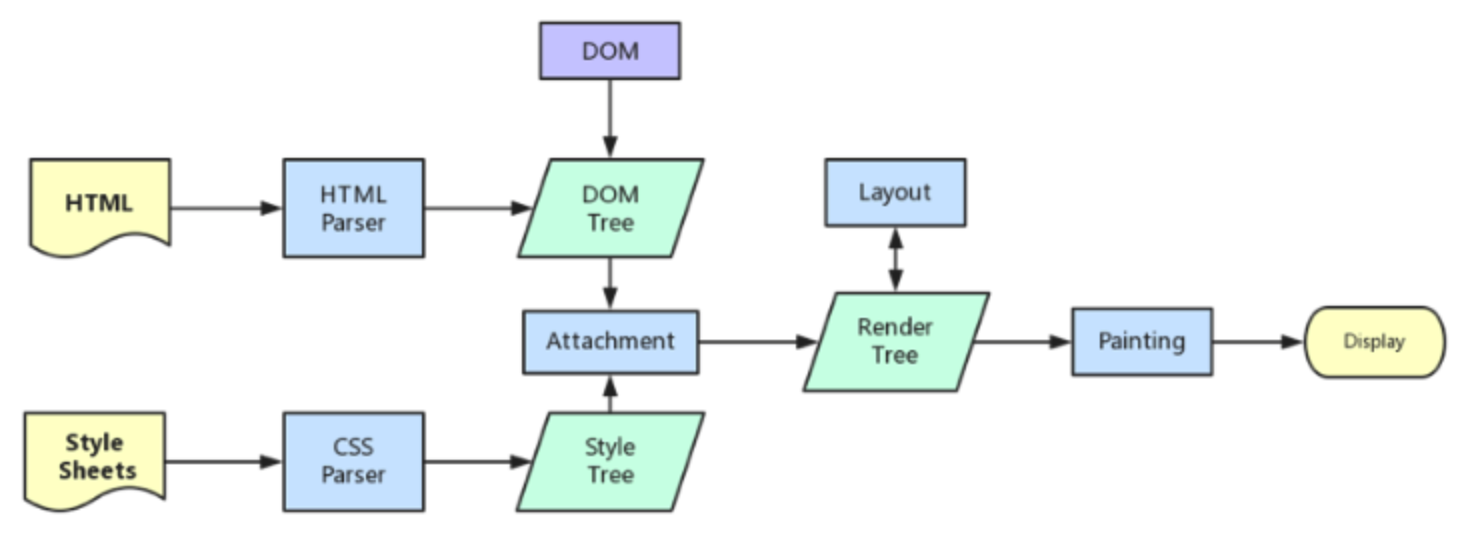 DOM
HTML
HTML
Parser
DOM
Tree
Layout
Attachment
Render
Tree
Painting
Display
Style
Sheets
CSS
Parser
Style
Tree